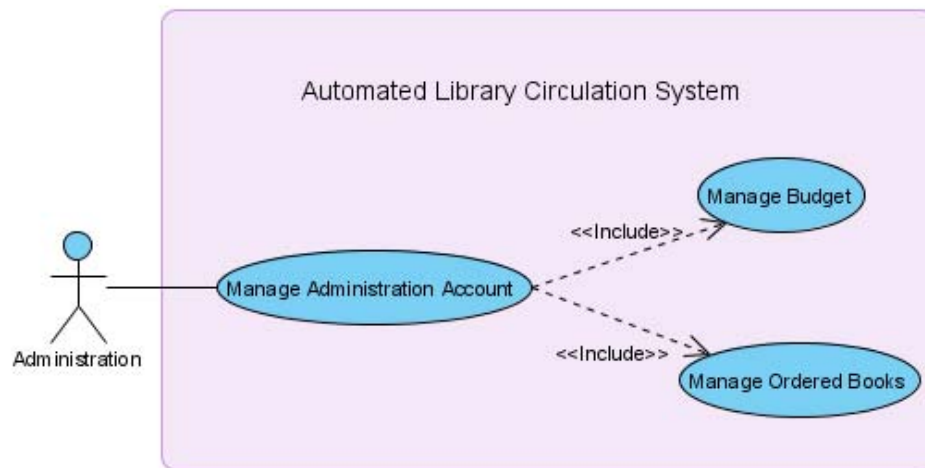 Automated Library Circulation System
Manage Budget
<<Include>>
Manage Administration Account
Administration
<<Include>>
Manage Ordered Books